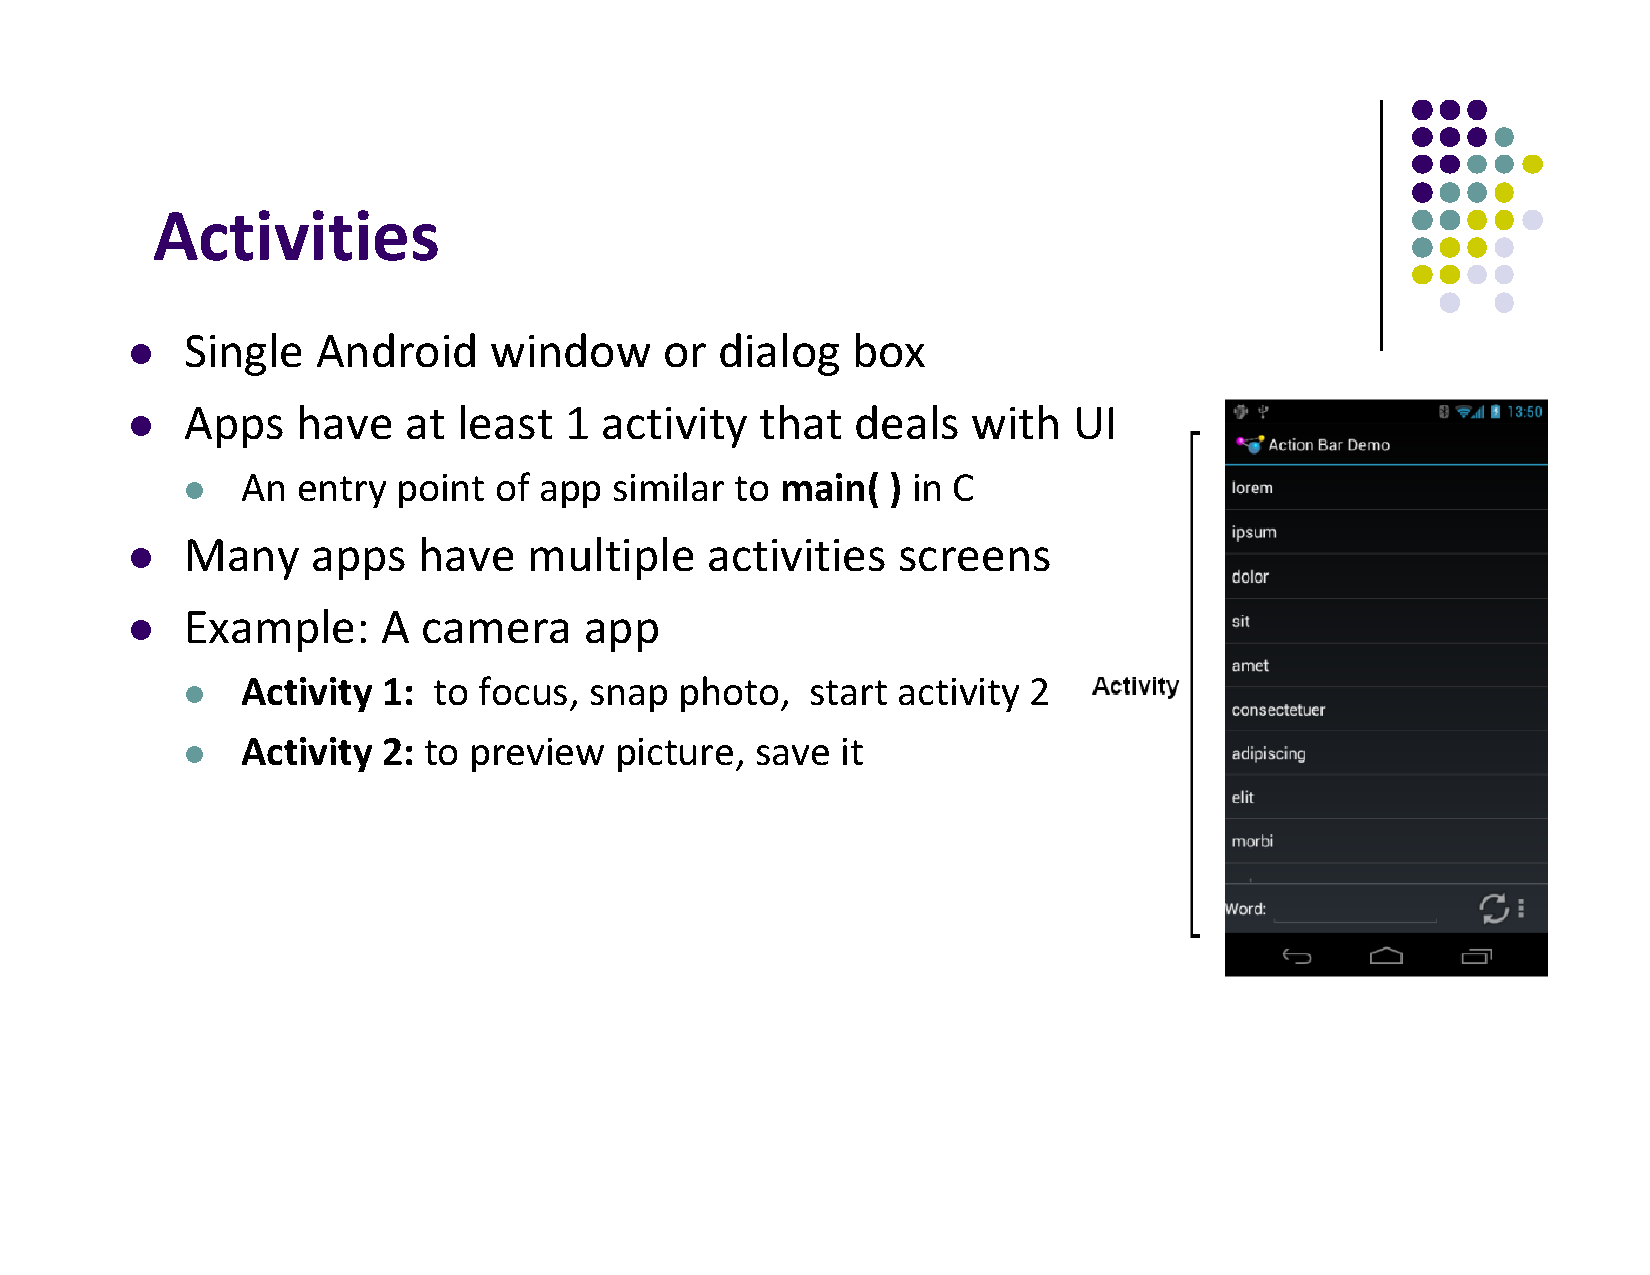 Activities
Single Android window or dialog box
Apps have at least 1 activity that deals with UI
An entry point of app similar to main( ) in C
Many apps have multiple activities screens
Example: A camera app
Activity 1: to focus, snap photo, start activity 2
Activity 2: to preview picture, save it
Activity
13:50
Action Bar Demo
lorem
ipsum
dolor
sit
amet
consectetuer
adipiscing
elit
morbi
Word: